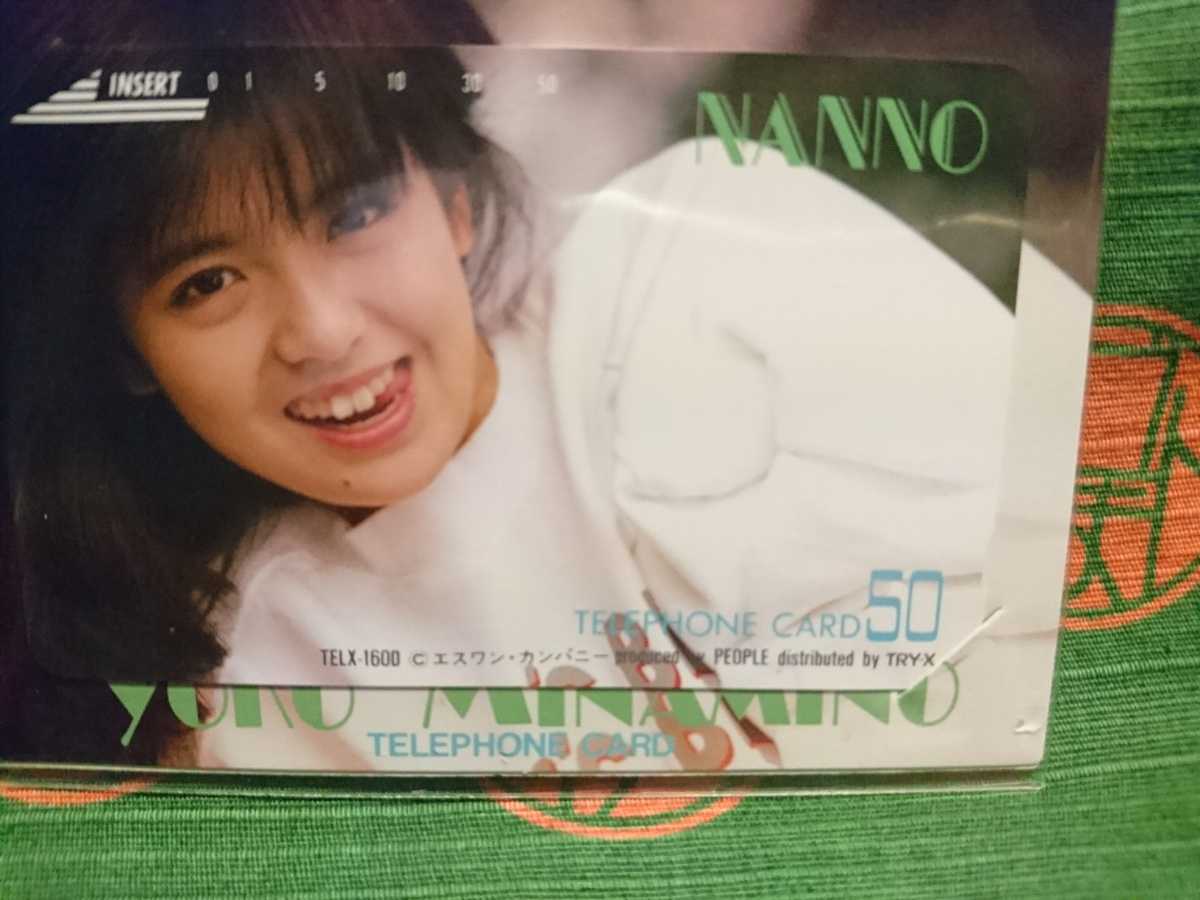 INSERT 0 1 5 10 30 50
NANNO
TELEPHONE CARD 50
TELX-1600 © エスワン・カンパニー produced by PEOPLE distributed by TRY-X
YOKO MINAMINO
TELEPHONE CARD